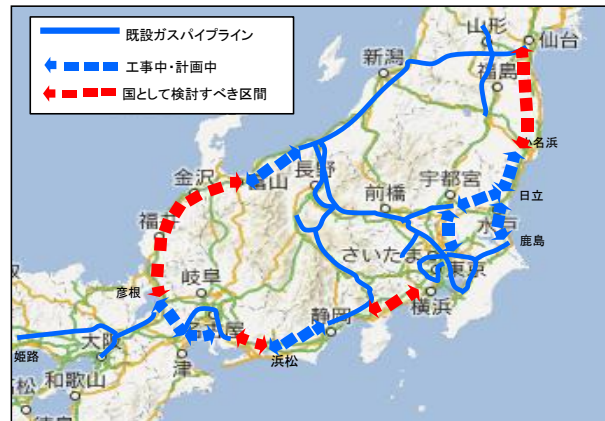 既設ガスパイプライン
工事中・計画中
国として検討すべき区間
山形
仙台
新潟
福島
小名浜
金沢
富山
長野
前橋
宇都宮
日立
水戸
福井
鹿島
さいたま
東京
岐阜
横浜
彦根
静岡
名古屋
姫路
大阪
津
浜松
和歌山
高松
徳島